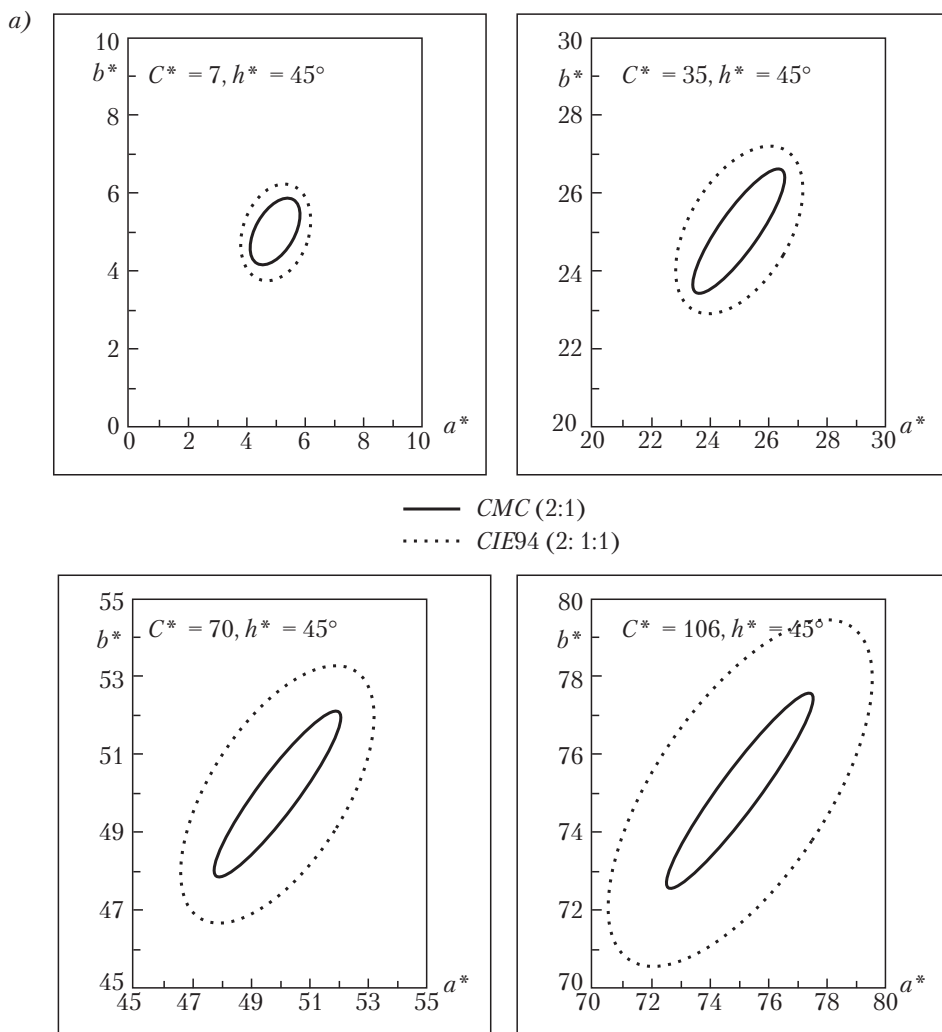 a)
10
b*
C* = 7, h* = 45°
8
6
4
2
0
0 2 4 6 8 10 a*
30
b*
C* = 35, h* = 45°
28
26
24
22
20
20 22 24 26 28 30 a*
CMC (2:1)
CIE94 (2: 1:1)
55
b*
C* = 70, h* = 45°
53
51
49
47
45
45 47 49 51 53 55 a*
80
b*
C* = 106, h* = 45°
78
76
74
72
70
70 72 74 76 78 80 a*